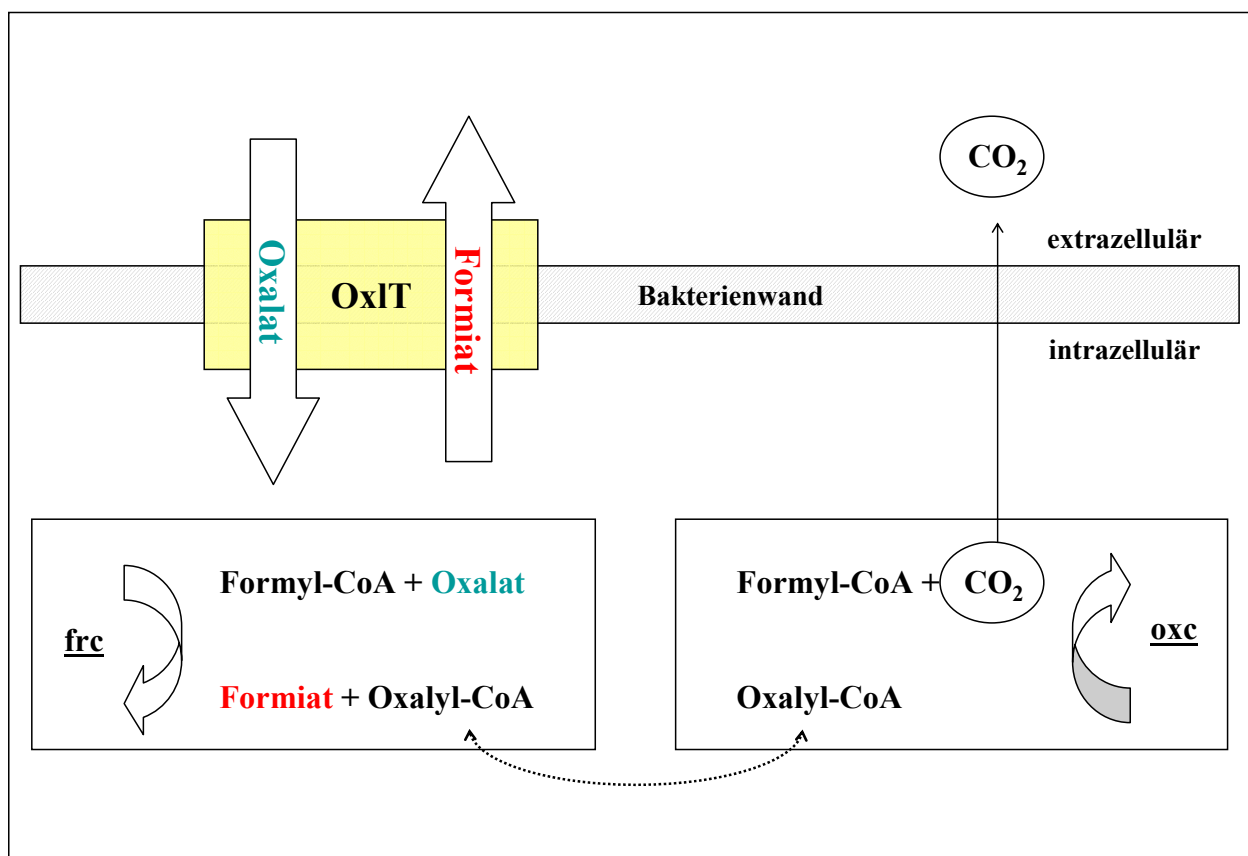 CO₂
extrazellulär
Oxalat
OxlT
Formiat
Bakterienwand
intrazellulär
Formyl-CoA + Oxalat
frc
Formiat + Oxalyl-CoA
Formyl-CoA + CO₂
oxc
Oxalyl-CoA